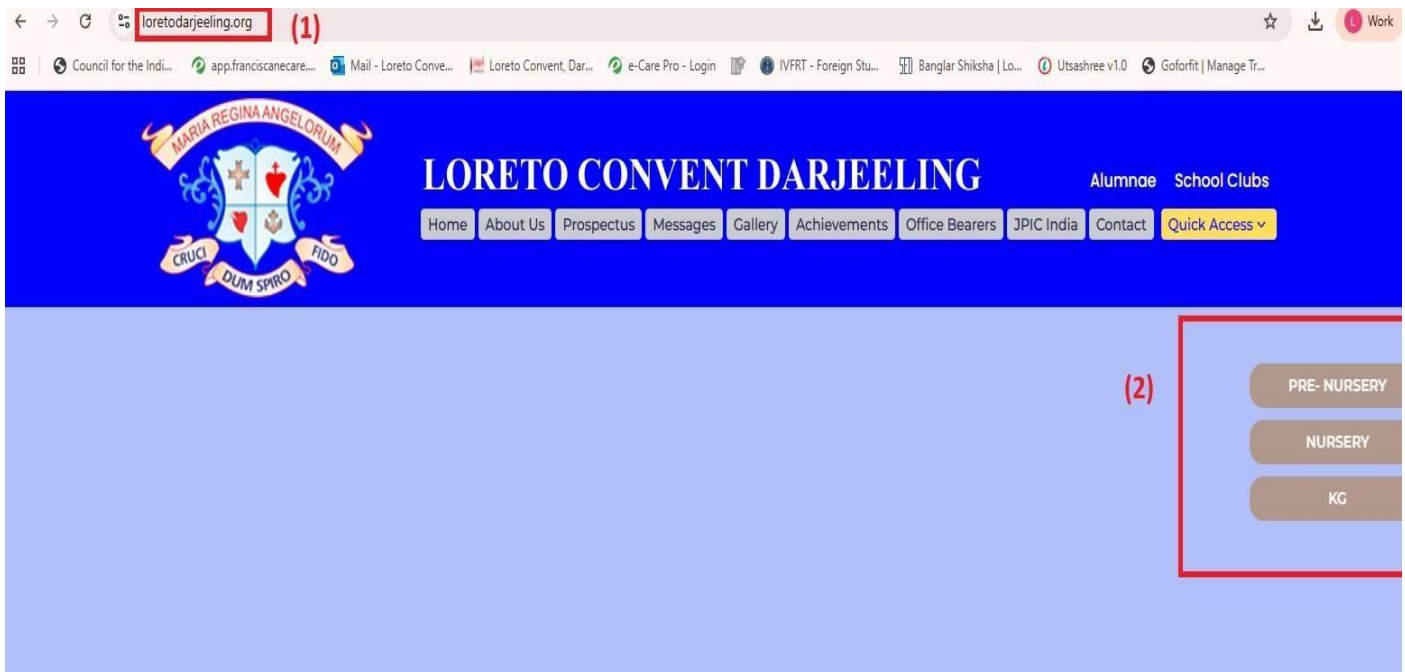 loretodarjeeling.org (1) Work
Council for the Indi... app.franciscanecare.... Mail - Loreto Conve... Loreto Convent, Dar... e-Care Pro - Login IVFRT - Foreign Stu... Banglar Shiksha | Lo... Utsashree v1.0 Goforfit | Manage Tr...
MARIA REGINA ANGELORUM
LORETO CONVENT DARJEELING
Alumnae School Clubs
Home About Us Prospectus Messages Gallery Achievements Office Bearers JPIC India Contact Quick Access
CRUCI DUM SPIRO FIDO
(2)
PRE- NURSERY
NURSERY
KG